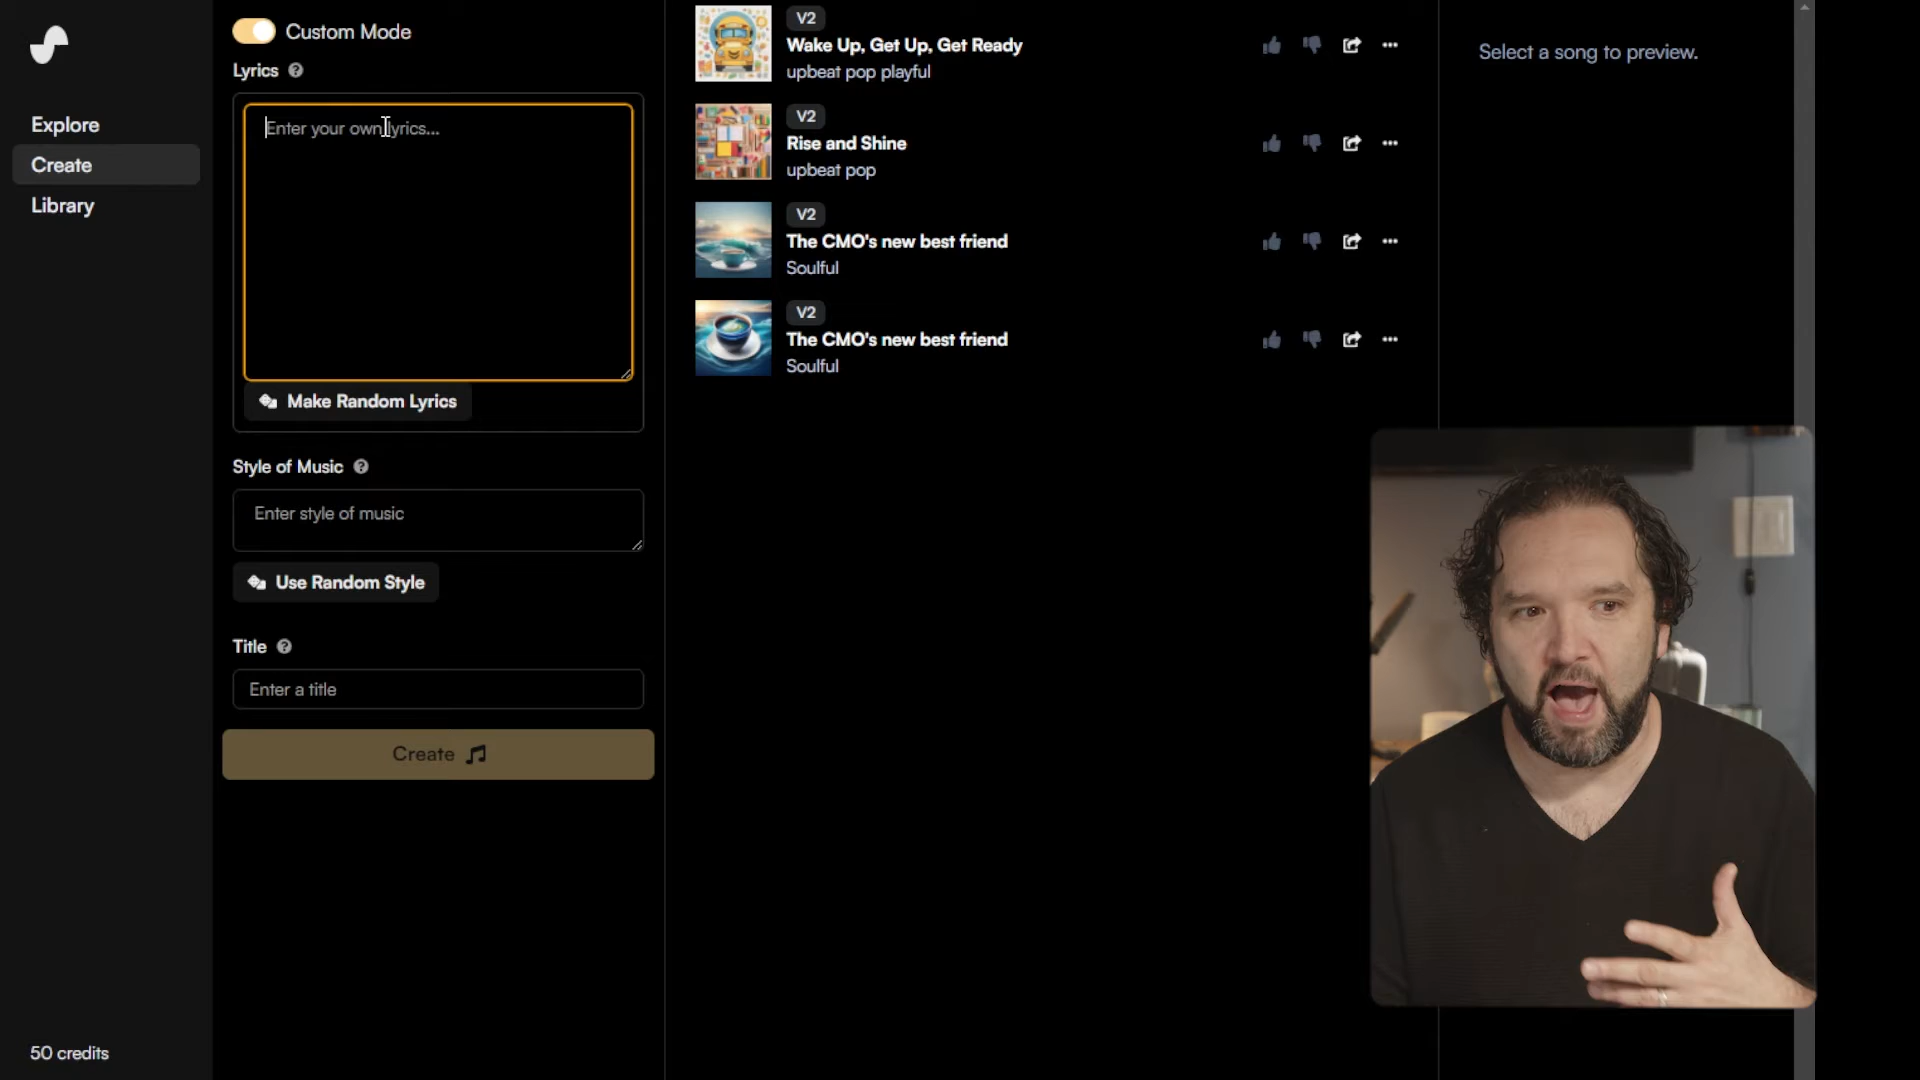 Custom Mode
Lyrics
Enter your own lyrics...
Make Random Lyrics
Style of Music
Enter style of music
Use Random Style
Title
Enter a title
Create
Explore
Create
Library
50 credits
V2
Wake Up, Get Up, Get Ready
upbeat pop playful
V2
Rise and Shine
upbeat pop
V2
The CMO's new best friend
Soulful
V2
The CMO's new best friend
Soulful
Select a song to preview.